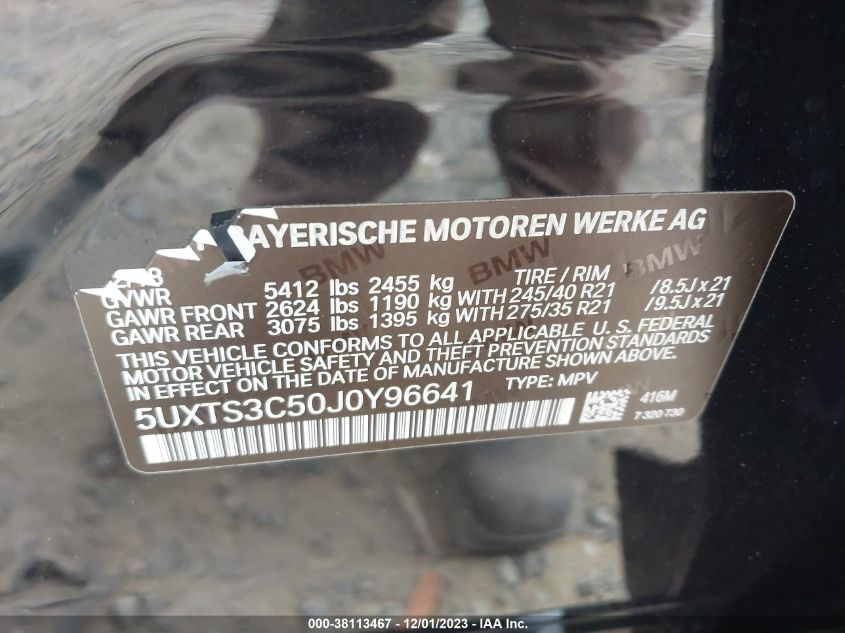 BAYERISCHE MOTOREN WERKE AG
TIRE / RIM
GVWR 5412 lbs 2455 kg
GAWR FRONT 2624 lbs 1190 kg WITH 245/40 R21 /8.5J x 21
GAWR REAR 3075 lbs 1395 kg WITH 275/35 R21 /9.5J x 21
THIS VEHICLE CONFORMS TO ALL APPLICABLE U. S. FEDERAL
MOTOR VEHICLE SAFETY AND THEFT PREVENTION STANDARDS
IN EFFECT ON THE DATE OF MANUFACTURE SHOWN ABOVE.
5UXTS3C50J0Y96641 TYPE: MPV 416M
7 320 730
BMW BMW BMW
000-38113467 - 12/01/2023 - IAA Inc.